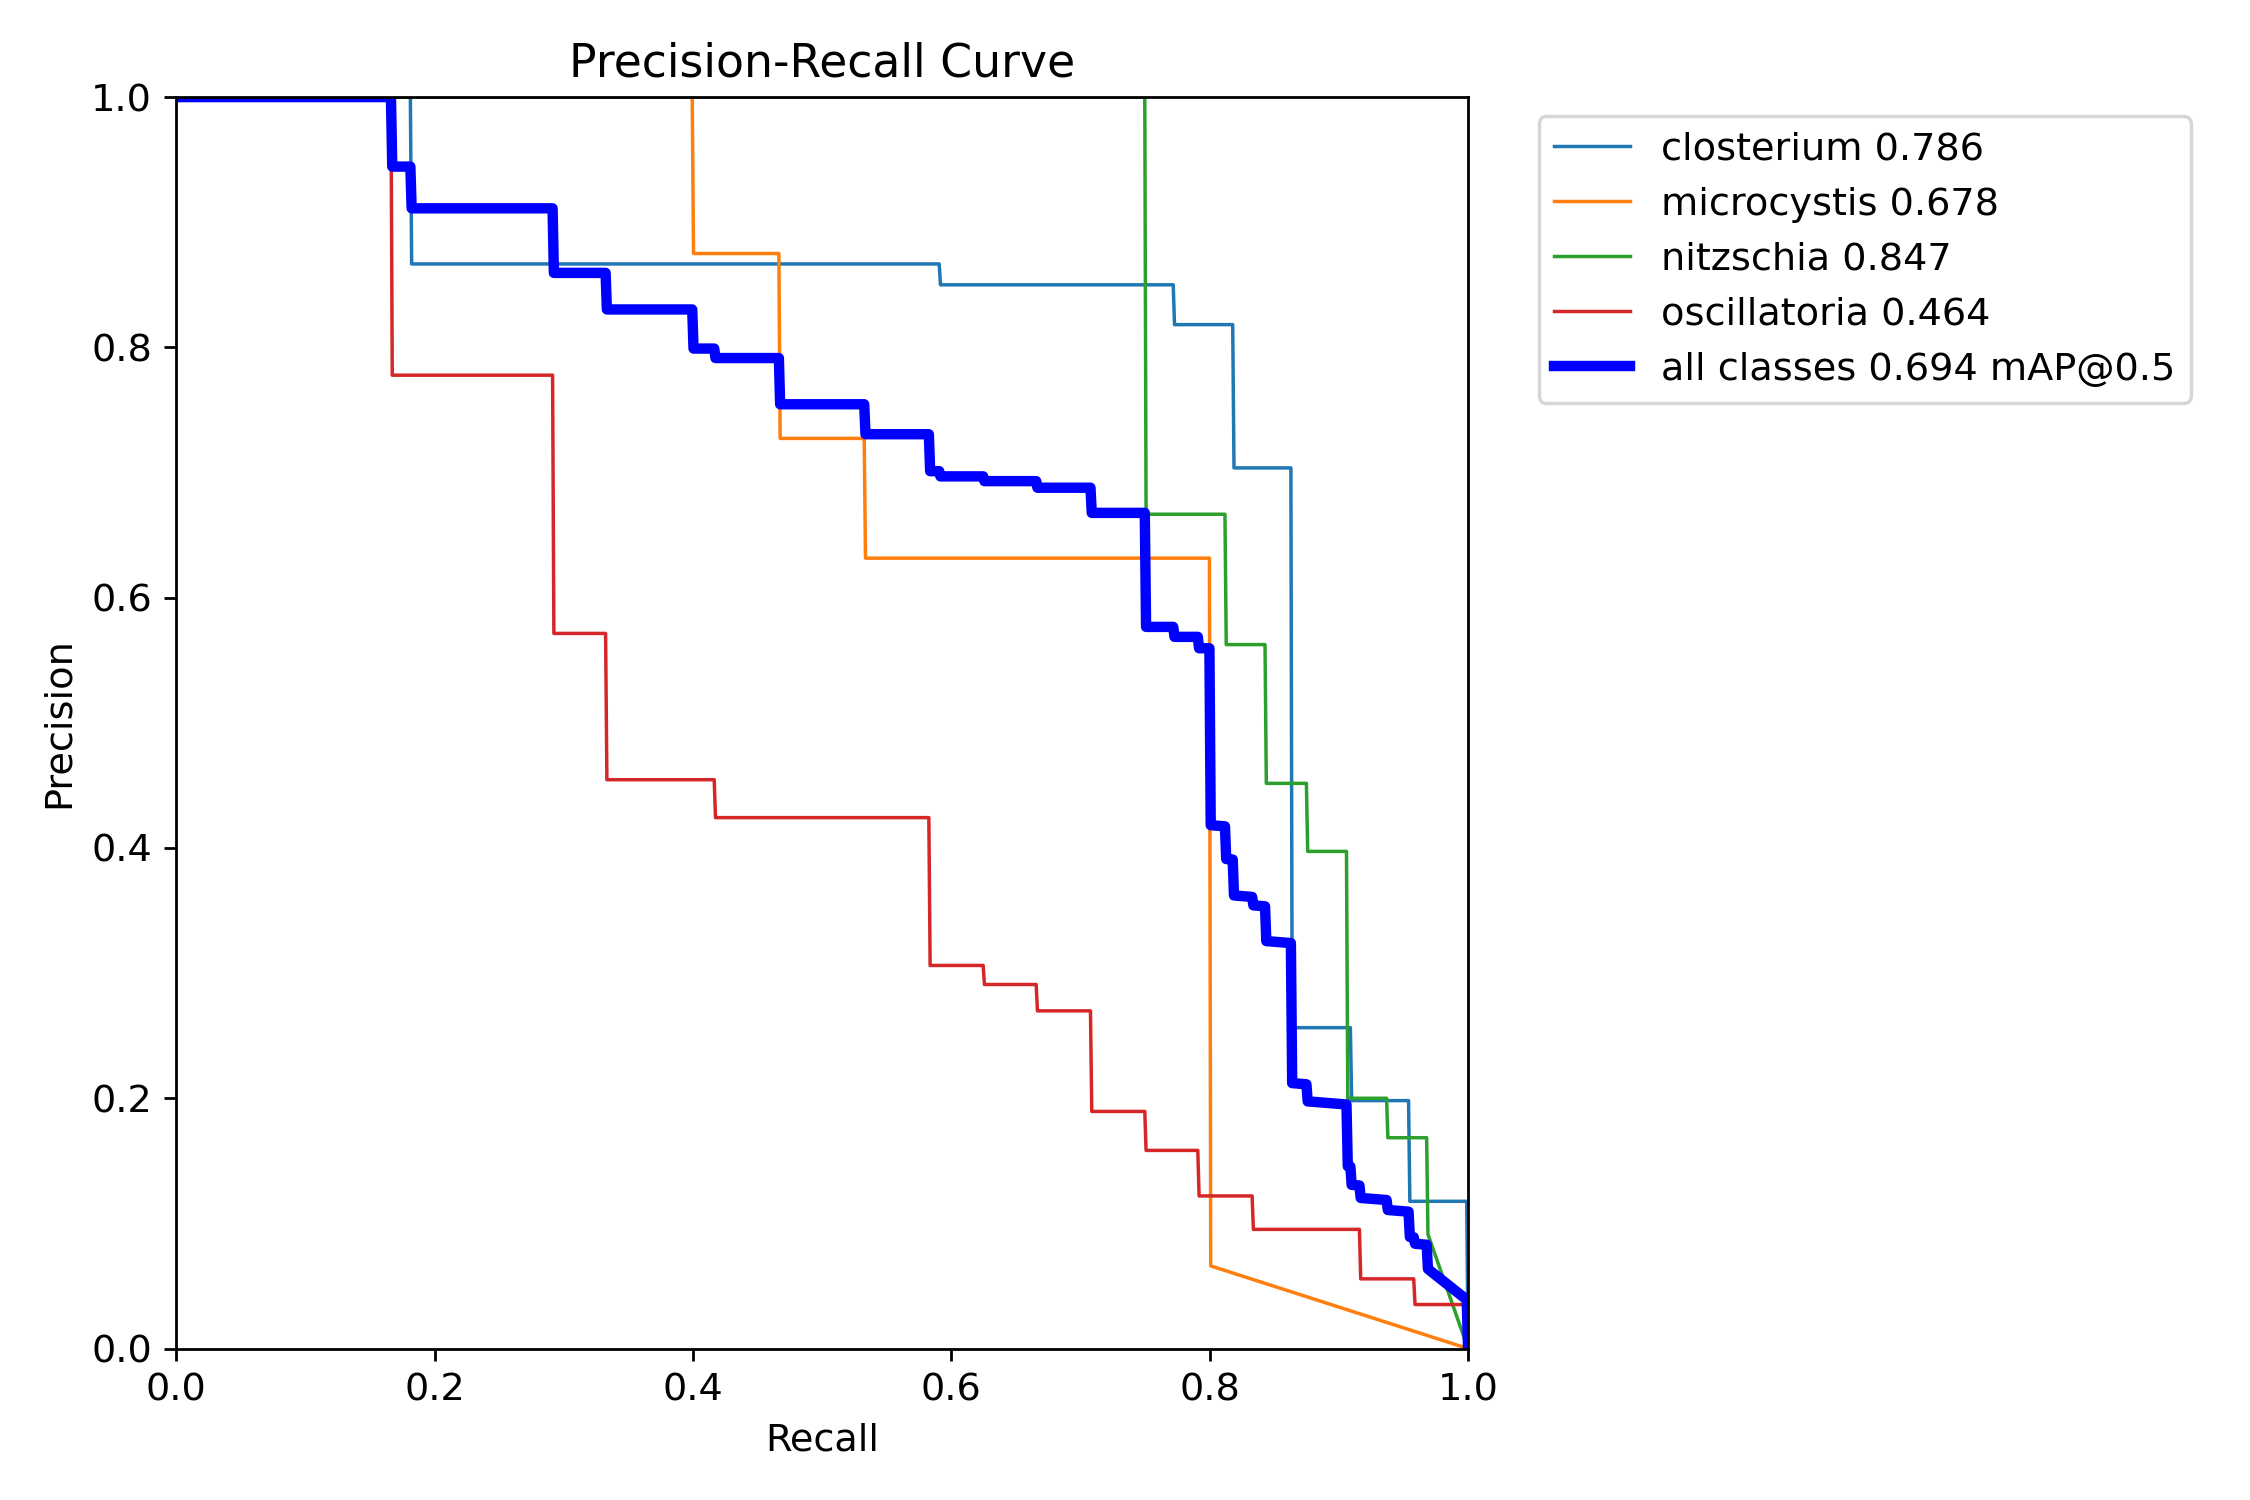 Precision-Recall Curve
1.0
0.8
0.6
0.4
0.2
0.0
Precision
0.0 0.2 0.4 0.6 0.8 1.0
Recall
closterium 0.786
microcystis 0.678
nitzschia 0.847
oscillatoria 0.464
all classes 0.694 mAP@0.5